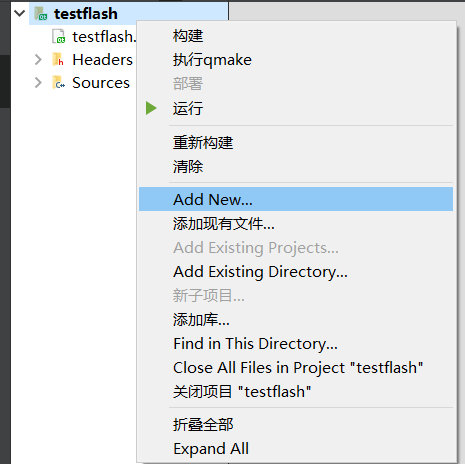 testflash
testflash.
Headers
Sources
构建
执行qmake
部署
运行
重新构建
清除
Add New...
添加现有文件...
Add Existing Projects...
Add Existing Directory...
新子项目...
添加库...
Find in This Directory...
Close All Files in Project "testflash"
关闭项目 "testflash"
折叠全部
Expand All